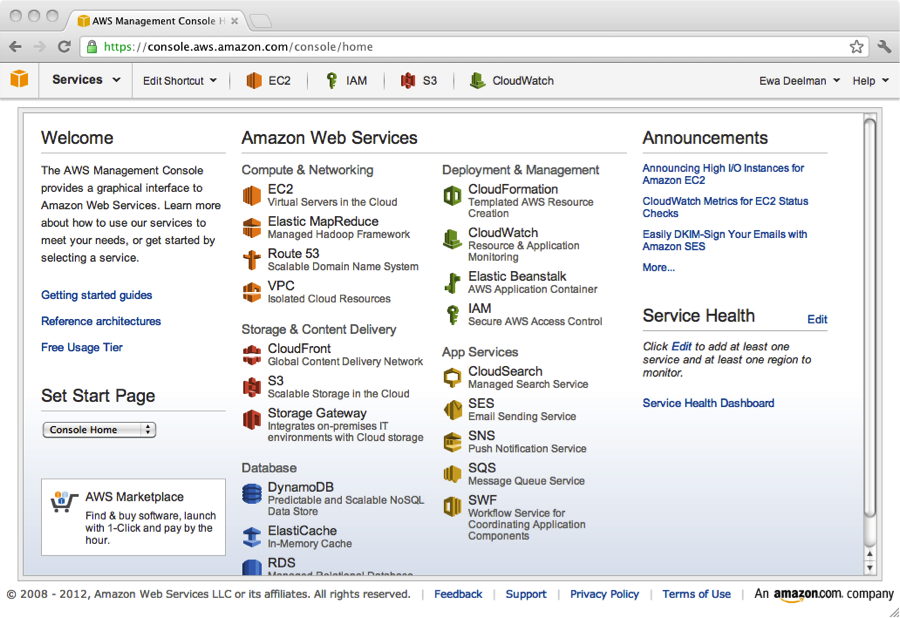 AWS Management Console H
https://console.aws.amazon.com/console/home
Services
Edit Shortcut
EC2
IAM
S3
CloudWatch
Ewa Deelman
Help
Welcome
The AWS Management Console
provides a graphical interface to
Amazon Web Services. Learn more
about how to use our services to
meet your needs, or get started by
selecting a service.
Getting started guides
Reference architectures
Free Usage Tier
Set Start Page
Console Home
AWS Marketplace
Find & buy software, launch
with 1-Click and pay by the
hour.
Amazon Web Services
Compute & Networking
EC2
Virtual Servers in the Cloud
Elastic MapReduce
Managed Hadoop Framework
Route 53
Scalable Domain Name System
VPC
Isolated Cloud Resources
Storage & Content Delivery
CloudFront
Global Content Delivery Network
S3
Scalable Storage in the Cloud
Storage Gateway
Integrates on-premises IT
environments with Cloud storage
Database
DynamoDB
Predictable and Scalable NoSQL
Data Store
ElastiCache
In-Memory Cache
RDS
Managed Relational Database
Deployment & Management
CloudFormation
Templated AWS Resource
Creation
CloudWatch
Resource & Application
Monitoring
Elastic Beanstalk
AWS Application Container
IAM
Secure AWS Access Control
App Services
CloudSearch
Managed Search Service
SES
Email Sending Service
SNS
Push Notification Service
SQS
Message Queue Service
SWF
Workflow Service for
Coordinating Application
Components
Announcements
Announcing High I/O Instances for
Amazon EC2
CloudWatch Metrics for EC2 Status
Checks
Easily DKIM-Sign Your Emails with
Amazon SES
More...
Service Health
Edit
Click Edit to add at least one
service and at least one region to
monitor.
Service Health Dashboard
© 2008 - 2012, Amazon Web Services LLC or its affiliates. All rights reserved.
Feedback
Support
Privacy Policy
Terms of Use
An amazon.com company